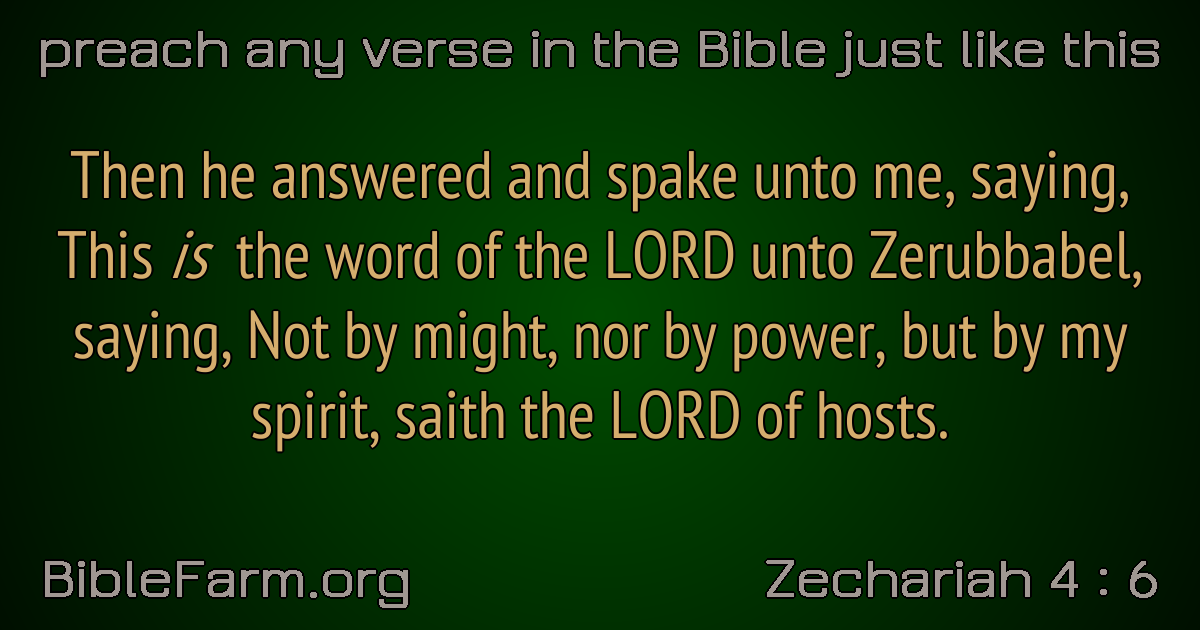 preach any verse in the Bible just like this
Then he answered and spake unto me, saying,
This is the word of the LORD unto Zerubbabel,
saying, Not by might, nor by power, but by my
spirit, saith the LORD of hosts.
BibleFarm.org
Zechariah 4 : 6